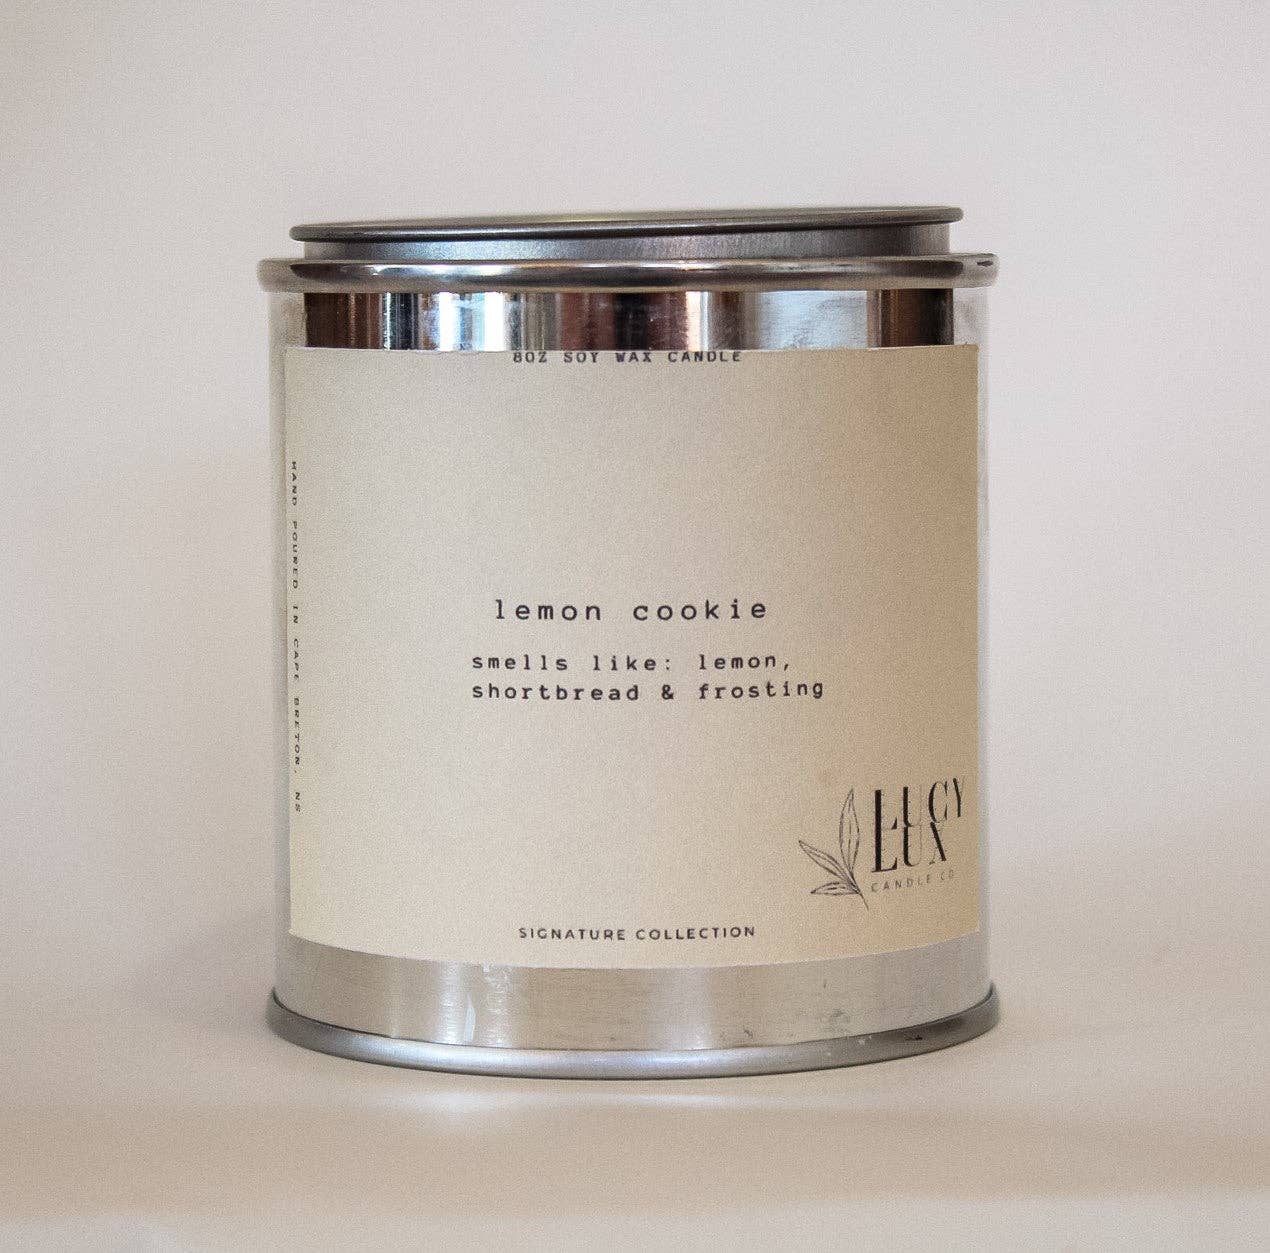 8OZ SOY WAX CANDLE
HAND POURED IN CAPE BRETON, NS
lemon cookie
smells like: lemon,
shortbread & frosting
LUCY
LUX
CANDLE CO
SIGNATURE COLLECTION